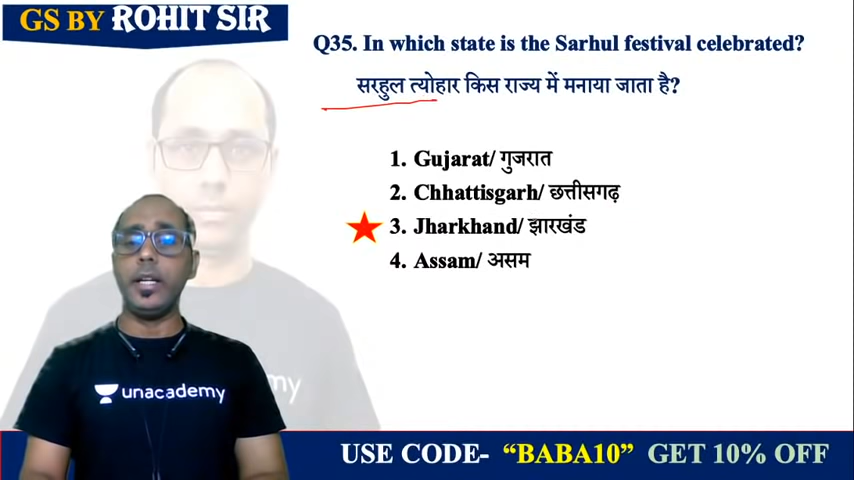 GS BY ROHIT SIR
Q35. In which state is the Sarhul festival celebrated?
सरहुल त्योहार किस राज्य में मनाया जाता है?
1. Gujarat/ गुजरात
2. Chhattisgarh/ छत्तीसगढ़
3. Jharkhand/ झारखंड
4. Assam/ असम
unacademy
my
USE CODE- “BABA10” GET 10% OFF